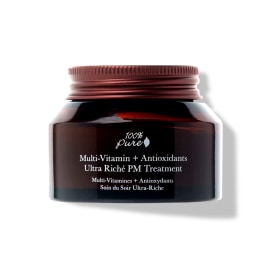 100%
Pure
Multi-Vitamin + Antioxidants
Ultra Riché PM Treatment
Multi-Vitamines + Antioxydants
Soin du Soir Ultra-Riche